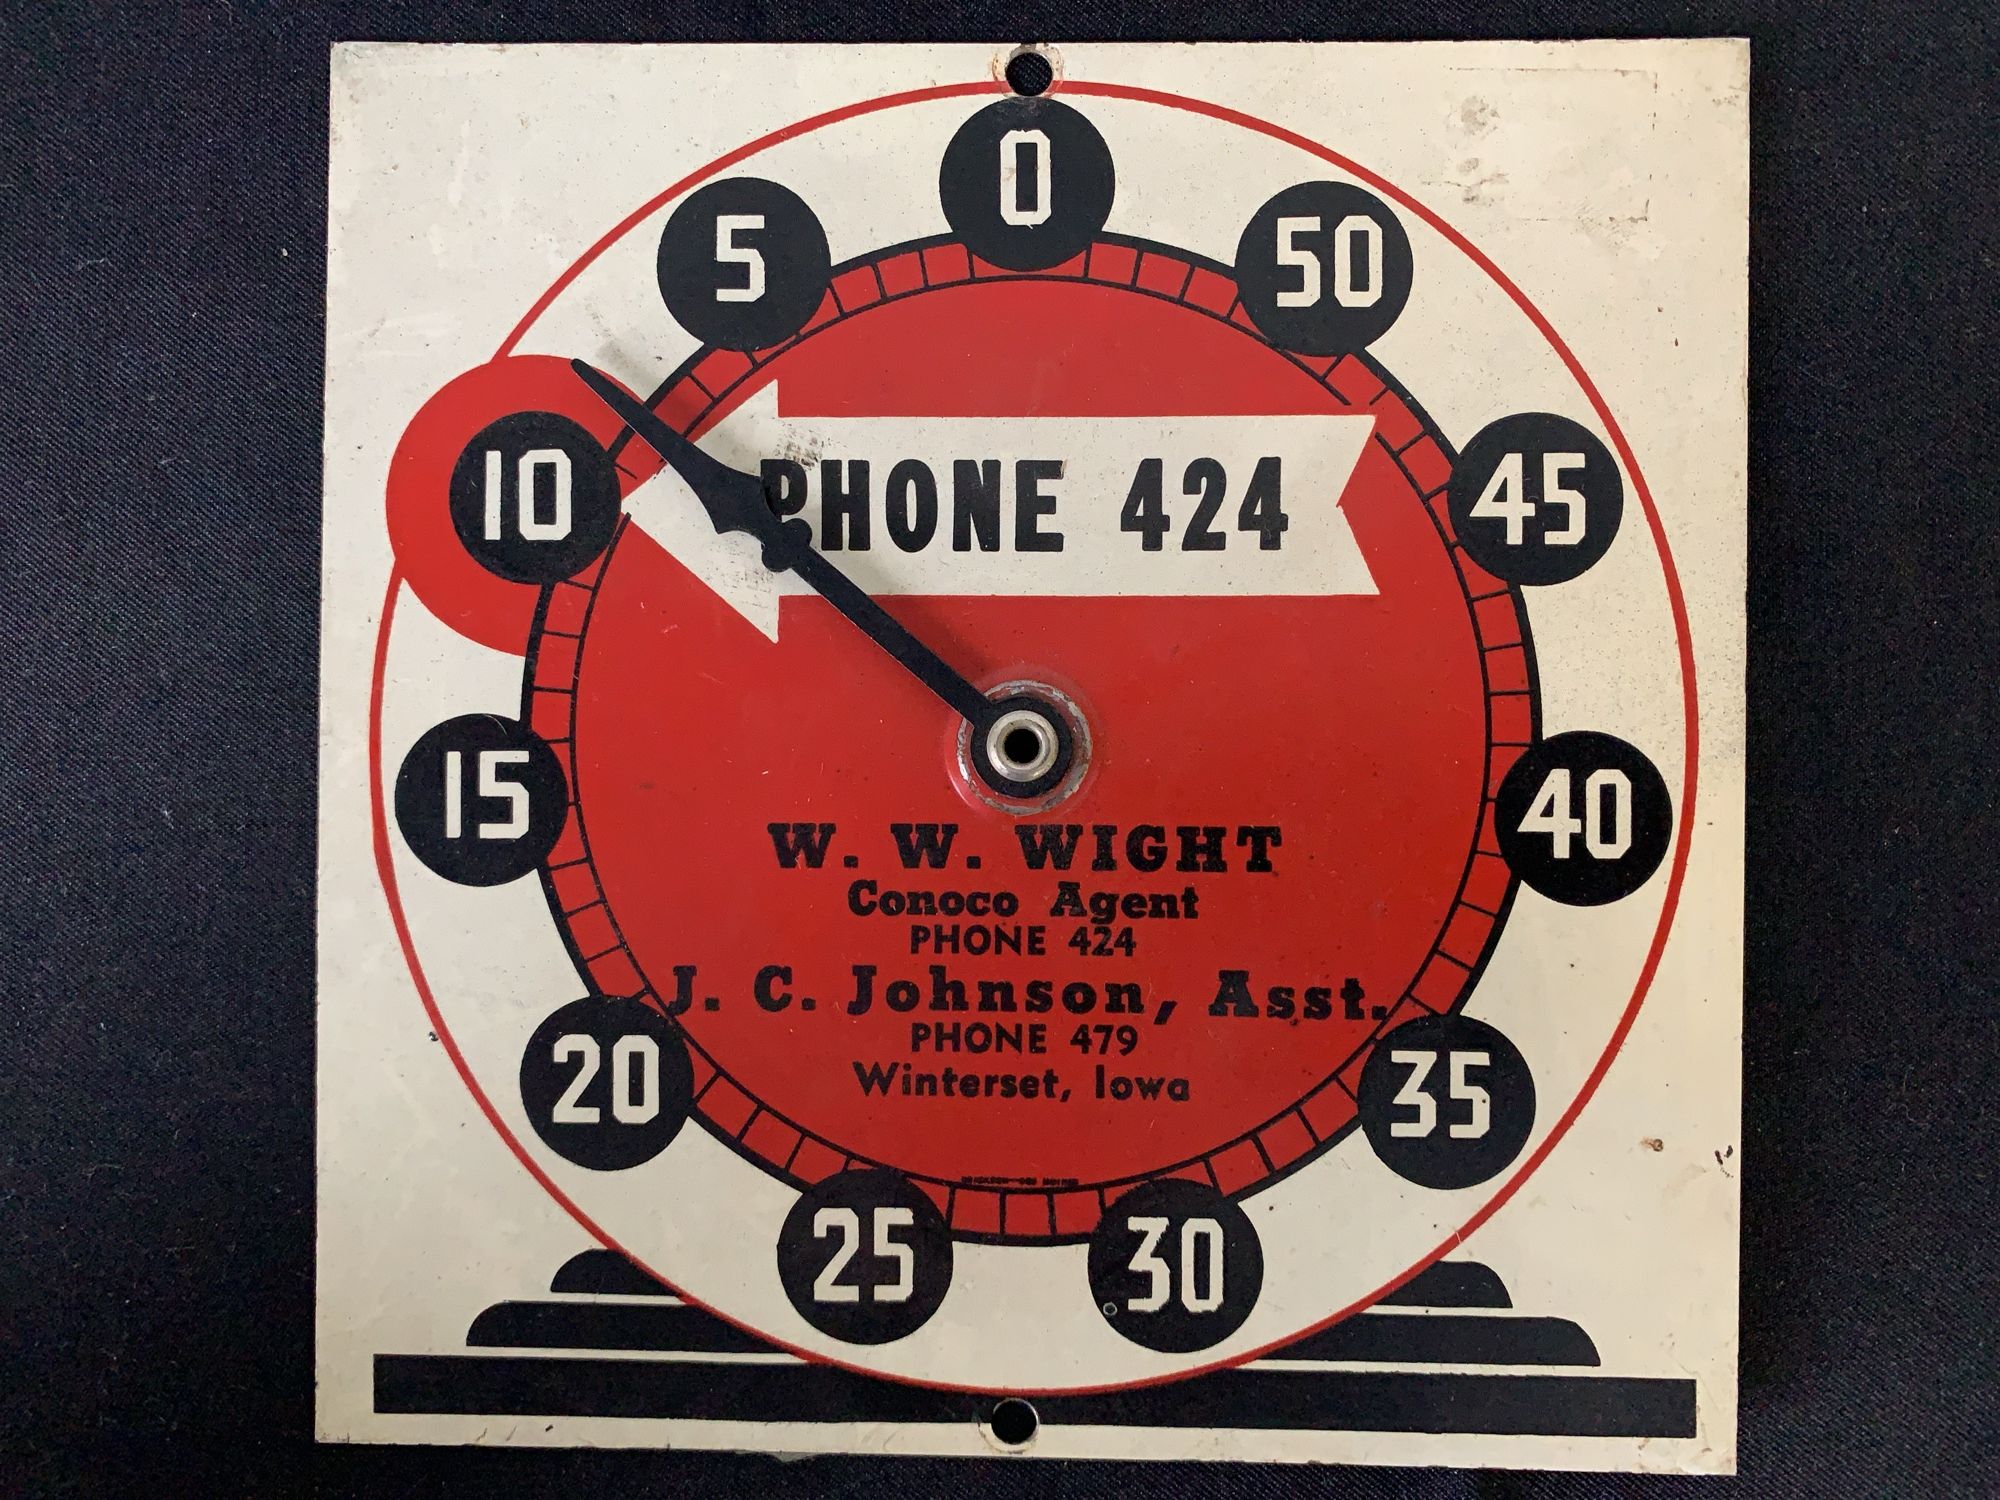 0
5
50
10
PHONE 424
45
15
40
W. W. WIGHT
Conoco Agent
PHONE 424
J. C. Johnson, Asst.
PHONE 479
Winterset, Iowa
20
35
25
30